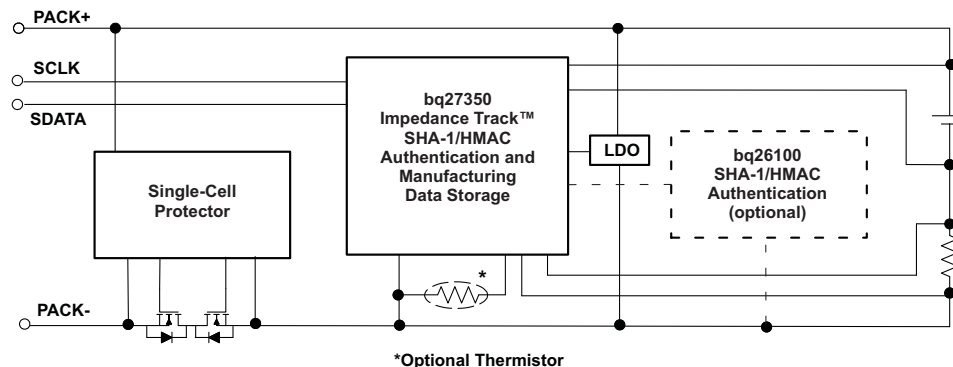 PACK+
SCLK
SDATA
bq27350
Impedance Track™
SHA-1/HMAC
Authentication and
Manufacturing
Data Storage
LDO
bq26100
SHA-1/HMAC
Authentication
(optional)
Single-Cell
Protector
*
PACK-
*Optional Thermistor